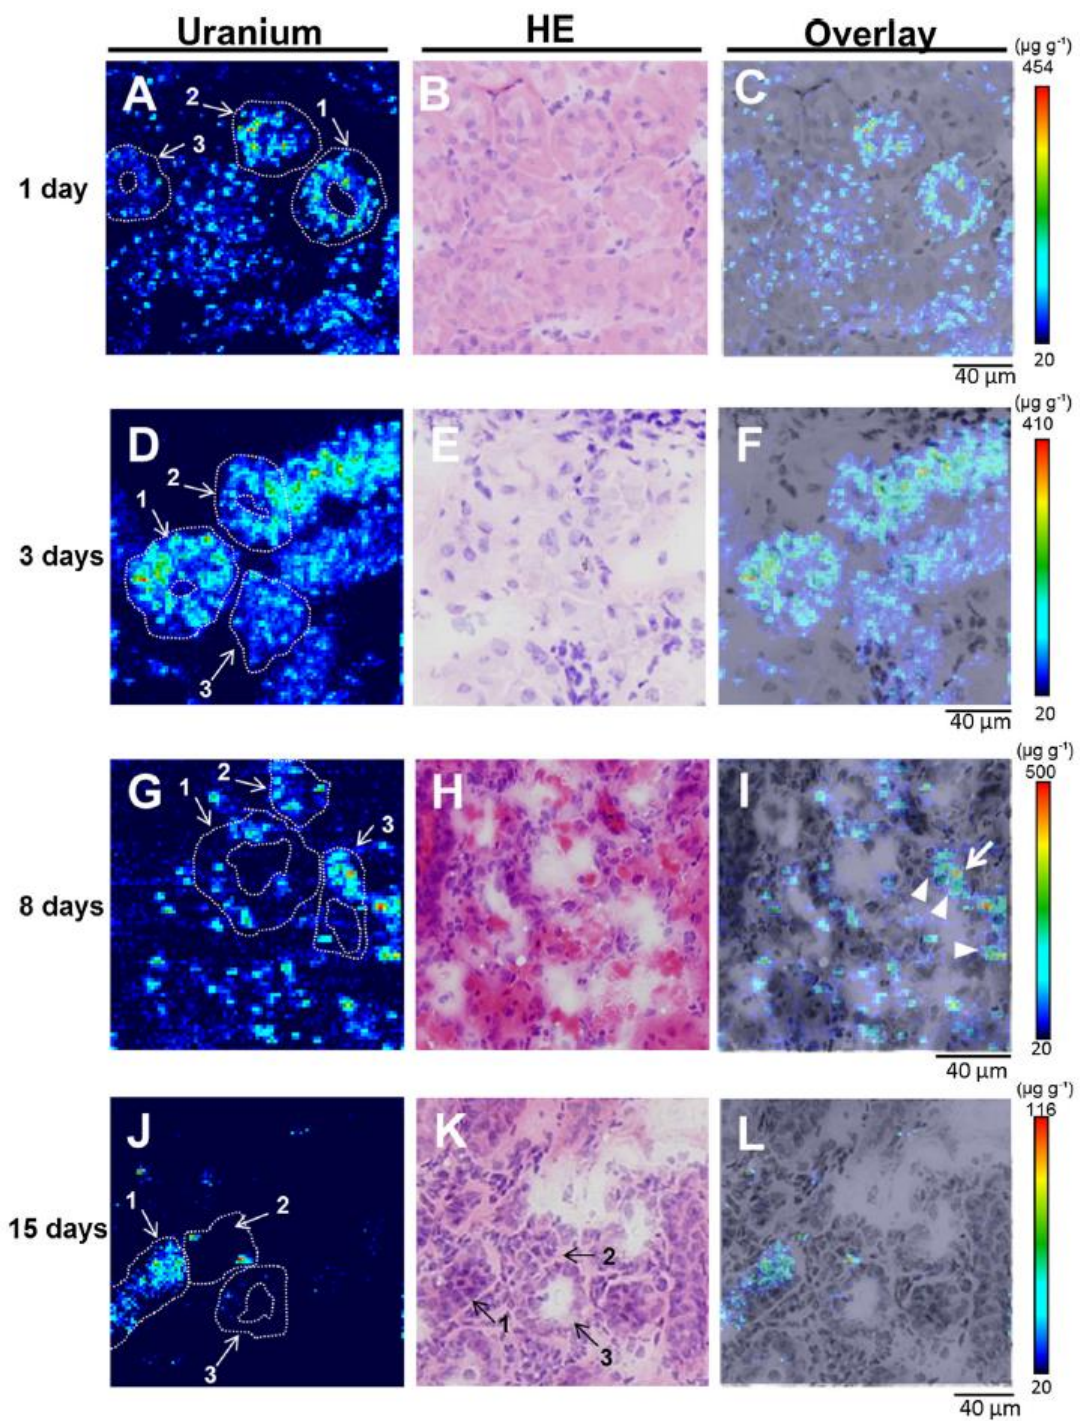 Uranium HE Overlay
(µg g⁻¹)
454
A B C
2 1
3
1 day
20
40 µm
(µg g⁻¹)
410
D E F
2
1
3 days
3
20
40 µm
(µg g⁻¹)
500
G H I
1 2
3
8 days
20
40 µm
(µg g⁻¹)
116
J K L
1 2
15 days
2
1
3 3
20
40 µm